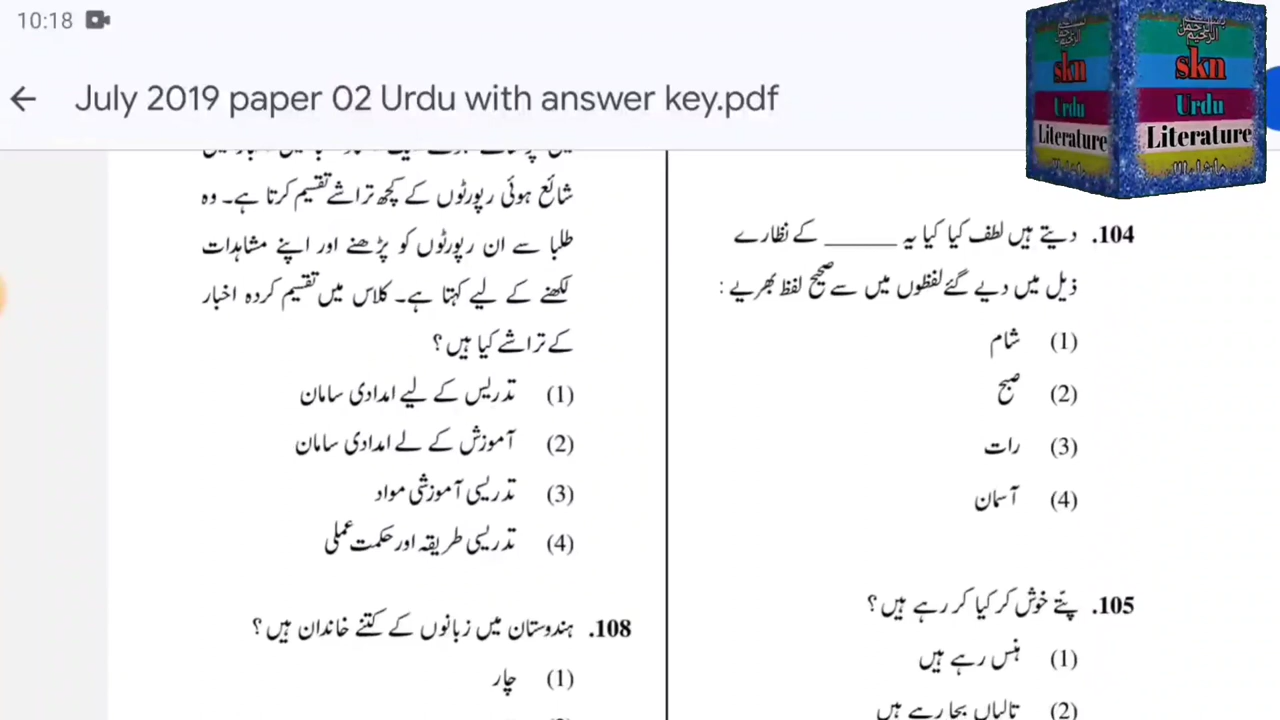 10:18
July 2019 paper 02 Urdu with answer key.pdf
skn
Urdu
Literature
skn
Urdu
Literature
104. دیتے ہیں لطف کیا کیا یہ ______ کے نظارے
ذیل میں دیے گئے لفظوں میں سے صحیح لفظ بھریے :
(1) شام
(2) صبح
(3) رات
(4) آسمان
105. پتّے خوش کر کیا کر رہے ہیں؟
(1) ہنس رہے ہیں
(2) تالیاں بجا رہے ہیں
شائع ہوئی رپورٹوں کے کچھ تراشے تقسیم کرتا ہے۔ وہ
طلبا سے ان رپورٹوں کو پڑھنے اور اپنے مشاہدات
لکھنے کے لیے کہتا ہے۔ کلاس میں تقسیم کردہ اخبار
کے تراشے کیا ہیں؟
(1) تدریس کے لیے امدادی سامان
(2) آموزش کے لے امدادی سامان
(3) تدریسی آموزشی مواد
(4) تدریسی طریقہ اور حکمت عملی
108. ہندوستان میں زبانوں کے کتنے خاندان ہیں؟
(1) چار